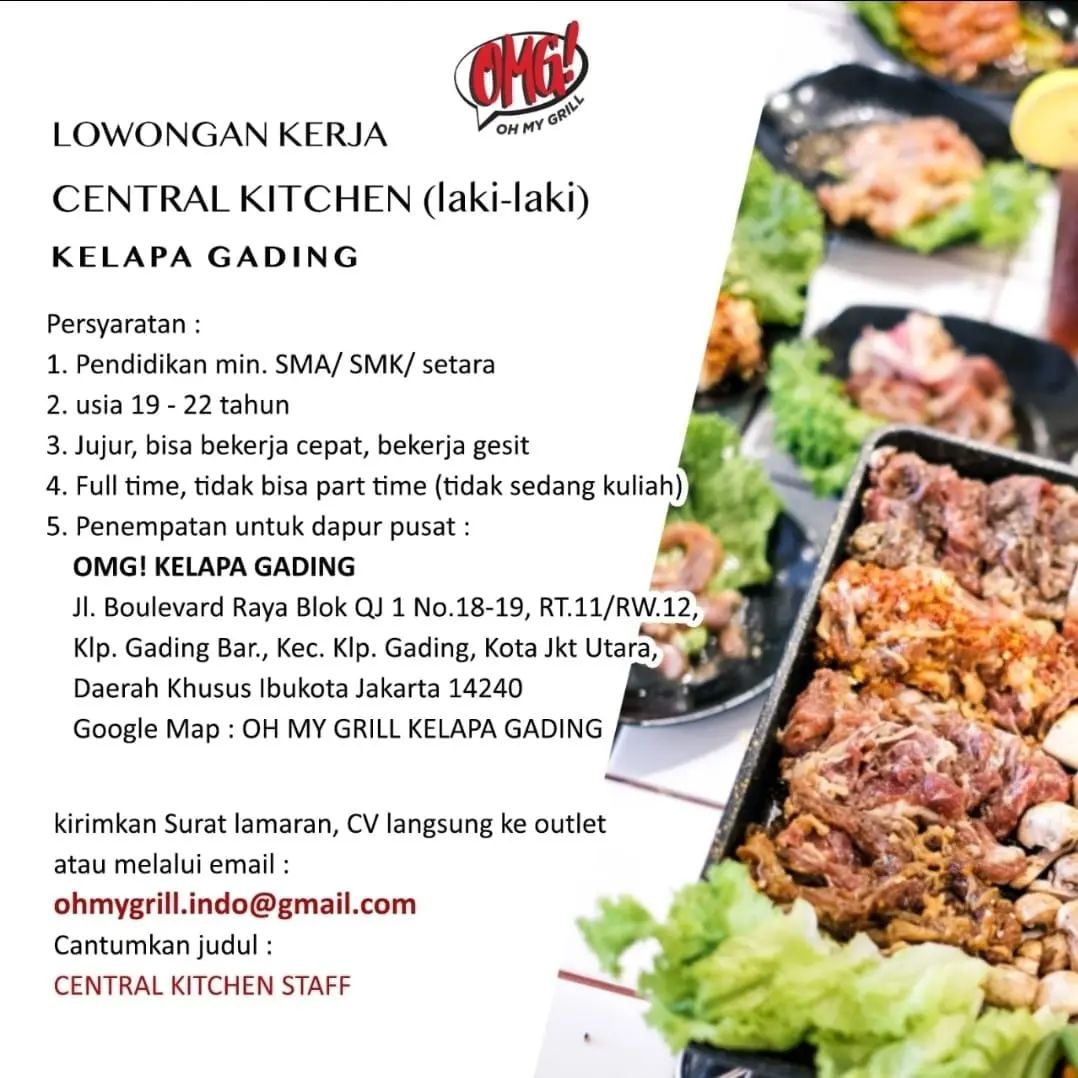 OMG!
OH MY GRILL
LOWONGAN KERJA
CENTRAL KITCHEN (laki-laki)
KELAPA GADING
Persyaratan :
1. Pendidikan min. SMA/ SMK/ setara
2. usia 19 - 22 tahun
3. Jujur, bisa bekerja cepat, bekerja gesit
4. Full time, tidak bisa part time (tidak sedang kuliah)
5. Penempatan untuk dapur pusat :
OMG! KELAPA GADING
Jl. Boulevard Raya Blok QJ 1 No.18-19, RT.11/RW.12,
Klp. Gading Bar., Kec. Klp. Gading, Kota Jkt Utara,
Daerah Khusus Ibukota Jakarta 14240
Google Map : OH MY GRILL KELAPA GADING
kirimkan Surat lamaran, CV langsung ke outlet
atau melalui email :
ohmygrill.indo@gmail.com
Cantumkan judul :
CENTRAL KITCHEN STAFF